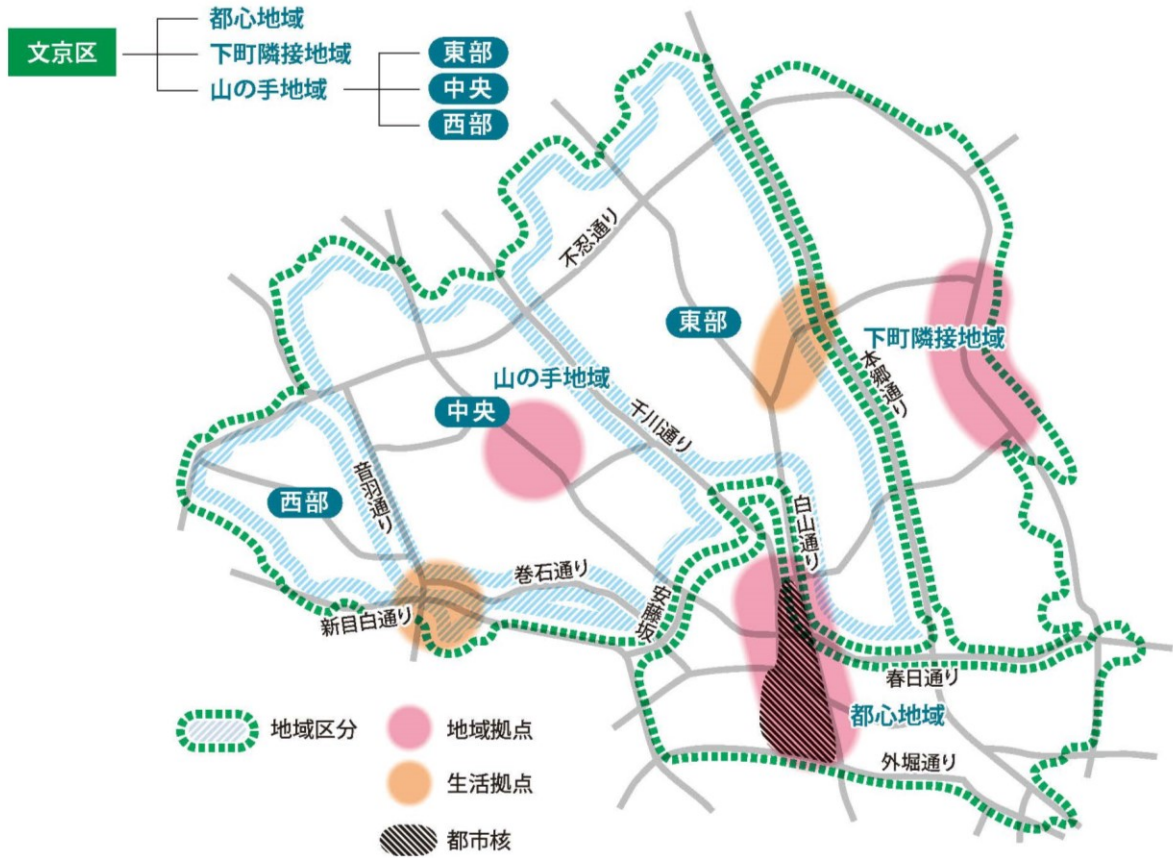 文京区
都心地域
下町隣接地域
山の手地域
東部
中央
西部
不忍通り
東部
下町隣接地域
本郷通り
山の手地域
中央
千川通り
音羽通り
西部
白山通り
巻石通り
安藤坂
新目白通り
春日通り
都心地域
外堀通り
地域区分
地域拠点
生活拠点
都市核